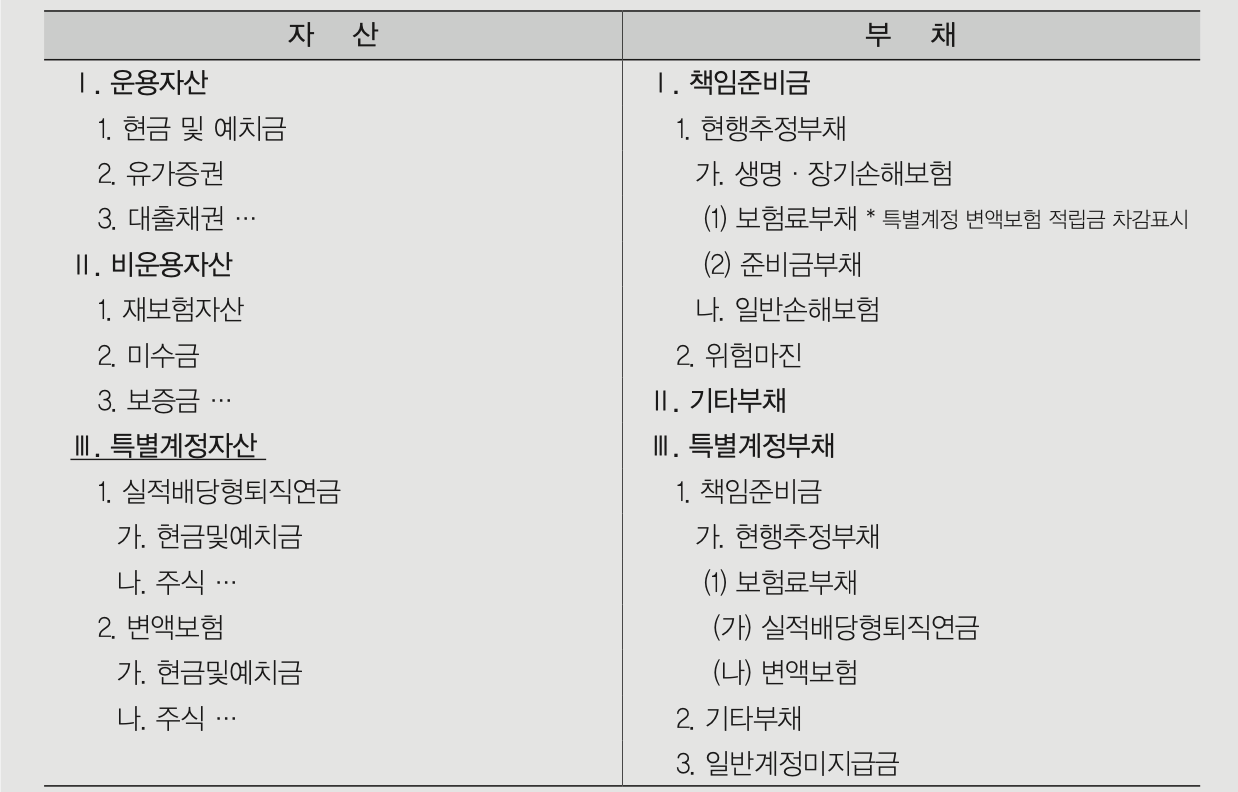 자 산
Ⅰ. 운용자산
1. 현금 및 예치금
2. 유가증권
3. 대출채권 …
Ⅱ. 비운용자산
1. 재보험자산
2. 미수금
3. 보증금 …
Ⅲ. 특별계정자산
1. 실적배당형퇴직연금
가. 현금및예치금
나. 주식 …
2. 변액보험
가. 현금및예치금
나. 주식 …
부 채
Ⅰ. 책임준비금
1. 현행추정부채
가. 생명 · 장기손해보험
(1) 보험료부채 * 특별계정 변액보험 적립금 차감표시
(2) 준비금부채
나. 일반손해보험
2. 위험마진
Ⅱ. 기타부채
Ⅲ. 특별계정부채
1. 책임준비금
가. 현행추정부채
(1) 보험료부채
(가) 실적배당형퇴직연금
(나) 변액보험
2. 기타부채
3. 일반계정미지급금